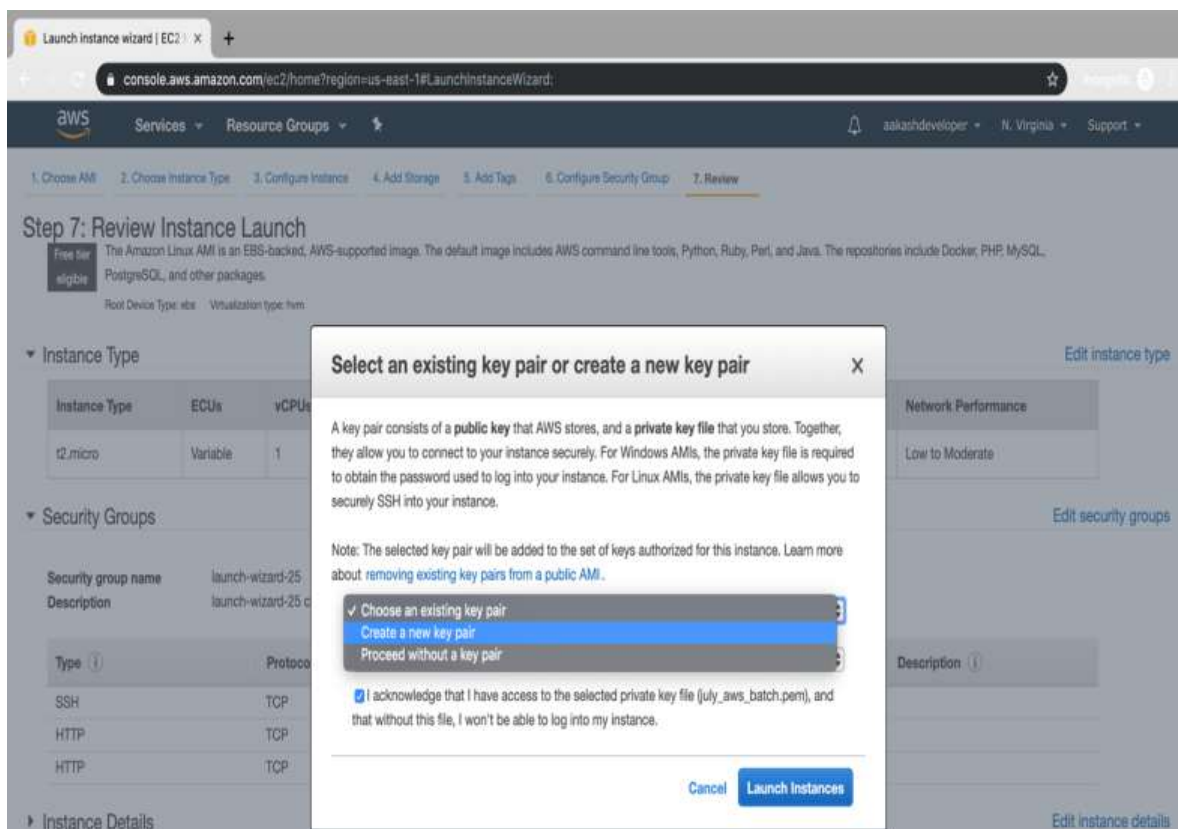 Launch instance wizard | EC2
console.aws.amazon.com/ec2/home?region=us-east-1#LaunchInstanceWizard:
aws Services Resource Groups aakashdeveloper N. Virginia Support
1. Choose AMI 2. Choose Instance Type 3. Configure Instance 4. Add Storage 5. Add Tags 6. Configure Security Group 7. Review
Step 7: Review Instance Launch
Free tier eligible
The Amazon Linux AMI is an EBS-backed, AWS-supported image. The default image includes AWS command line tools, Python, Ruby, Perl, and Java. The repositories include Docker, PHP, MySQL,
PostgreSQL, and other packages.
Root Device Type: ebs Virtualization type: hvm
Instance Type Edit instance type
Instance Type ECUs vCPUs Network Performance
t2.micro Variable 1 Low to Moderate
Security Groups Edit security groups
Security group name launch-wizard-25
Description launch-wizard-25 c
Type Protoco Description
SSH TCP
HTTP TCP
HTTP TCP
Instance Details Edit instance details
Select an existing key pair or create a new key pair X
A key pair consists of a public key that AWS stores, and a private key file that you store. Together,
they allow you to connect to your instance securely. For Windows AMIs, the private key file is required
to obtain the password used to log into your instance. For Linux AMIs, the private key file allows you to
securely SSH into your instance.
Note: The selected key pair will be added to the set of keys authorized for this instance. Learn more
about removing existing key pairs from a public AMI.
✓ Choose an existing key pair
Create a new key pair
Proceed without a key pair
I acknowledge that I have access to the selected private key file (july_aws_batch.pem), and
that without this file, I won't be able to log into my instance.
Cancel Launch Instances